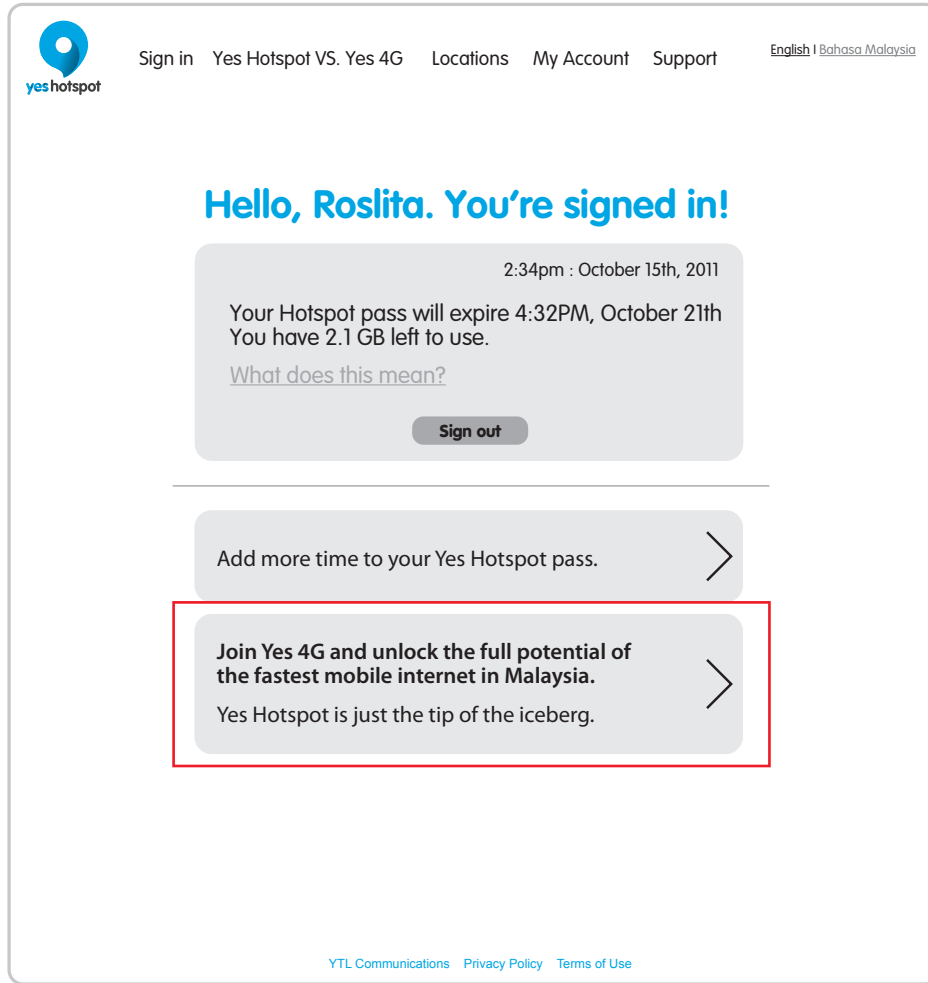 yes hotspot
Sign in Yes Hotspot VS. Yes 4G Locations My Account Support
English | Bahasa Malaysia
Hello, Roslita. You're signed in!
2:34pm : October 15th, 2011
Your Hotspot pass will expire 4:32PM, October 21th
You have 2.1 GB left to use.
What does this mean?
Sign out
Add more time to your Yes Hotspot pass.
Join Yes 4G and unlock the full potential of
the fastest mobile internet in Malaysia.
Yes Hotspot is just the tip of the iceberg.
YTL Communications Privacy Policy Terms of Use